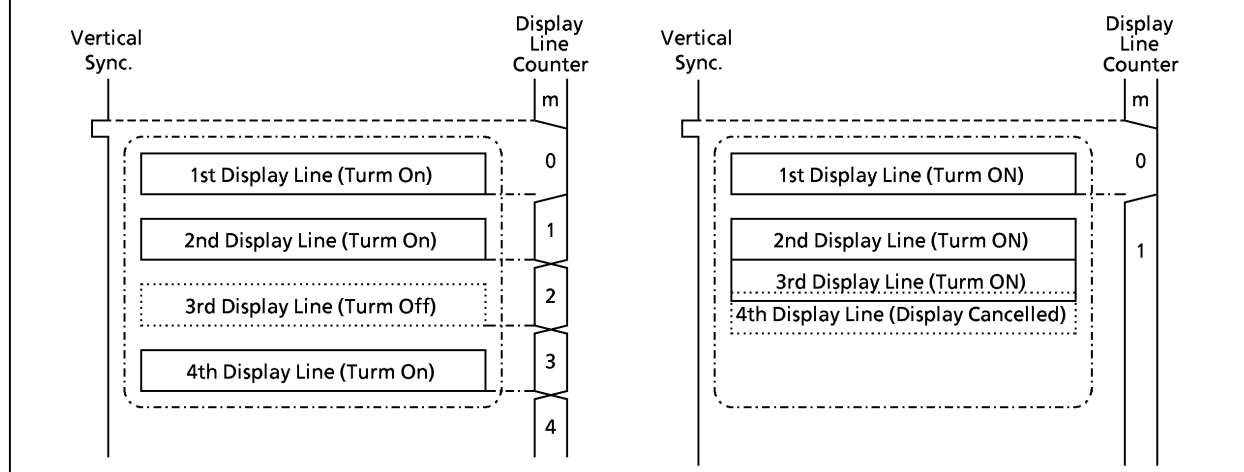 Vertical
Sync.
Display
Line
Counter
m
0
1st Display Line (Turm On)
1
2nd Display Line (Turm On)
2
3rd Display Line (Turm Off)
3
4th Display Line (Turm On)
4
Vertical
Sync.
Display
Line
Counter
m
0
1st Display Line (Turm ON)
2nd Display Line (Turm ON)
1
3rd Display Line (Turm ON)
4th Display Line (Display Cancelled)